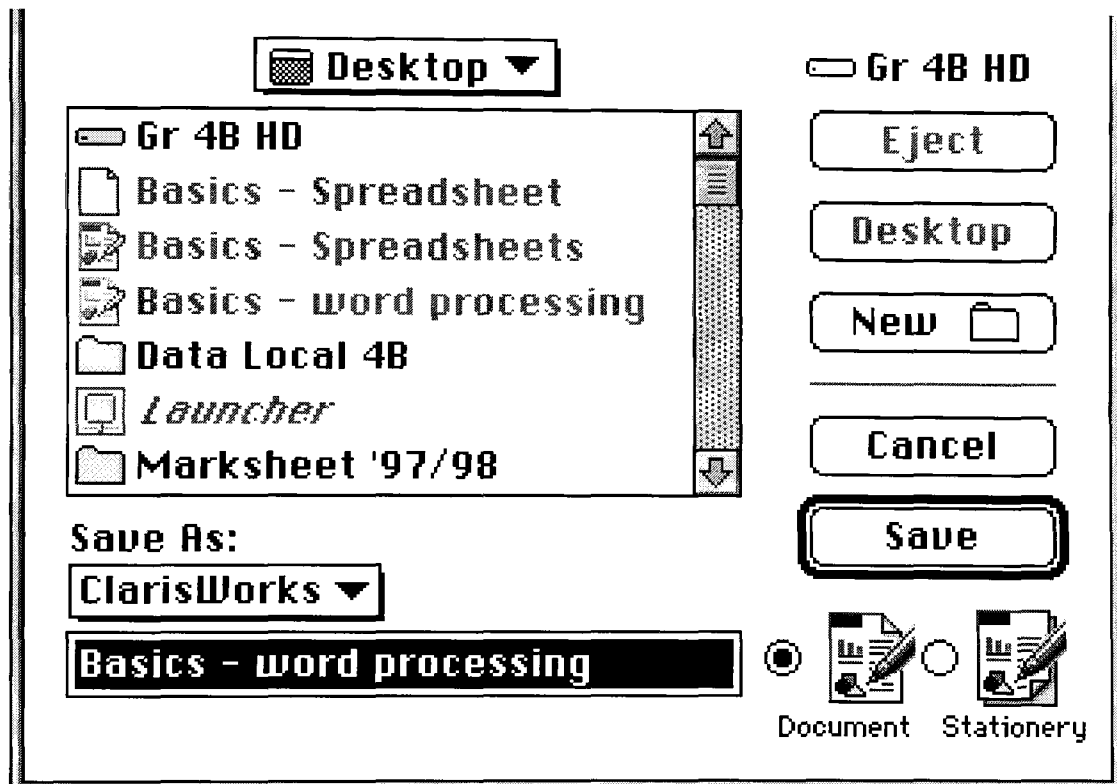 Desktop
Gr 4B HD
Basics - Spreadsheet
Basics - Spreadsheets
Basics - word processing
Data Local 4B
Launcher
Marksheet '97/98
Save As:
ClarisWorks
Basics - word processing
Gr 4B HD
Eject
Desktop
New
Cancel
Save
Document
Stationery